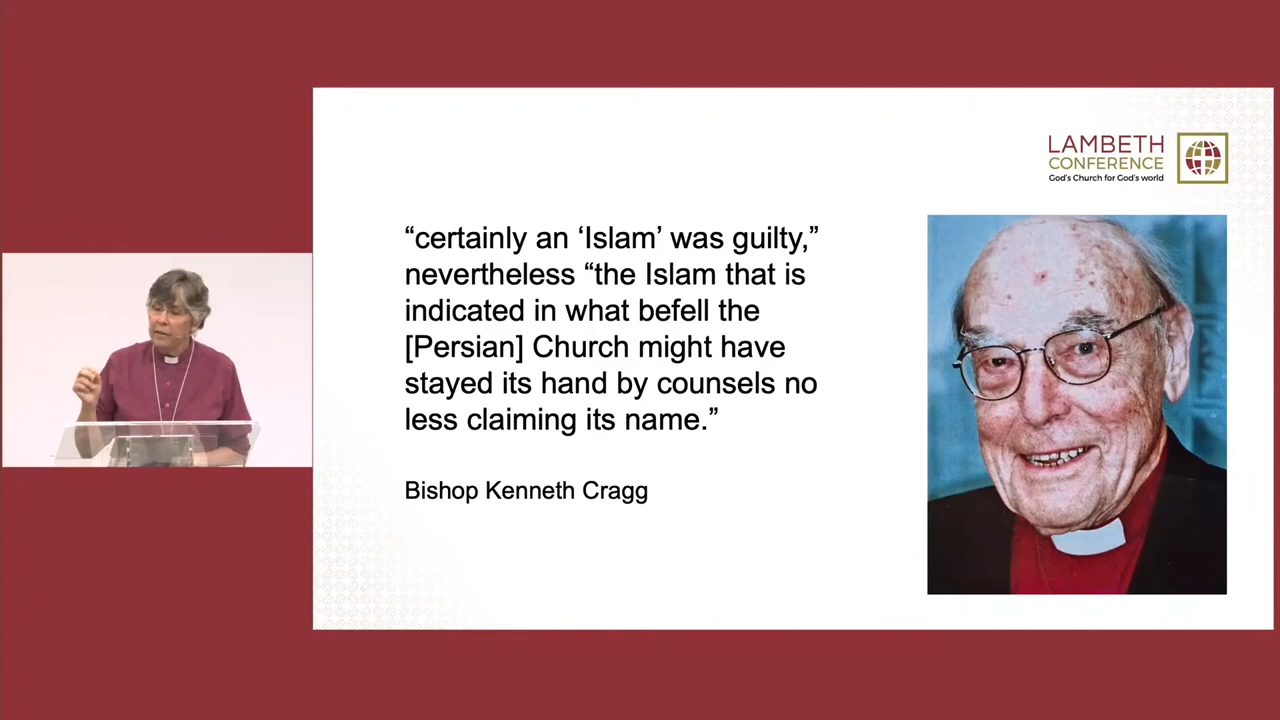 LAMBETH
CONFERENCE
God's Church for God's world
“certainly an ‘Islam’ was guilty,”
nevertheless “the Islam that is
indicated in what befell the
[Persian] Church might have
stayed its hand by counsels no
less claiming its name.”
Bishop Kenneth Cragg